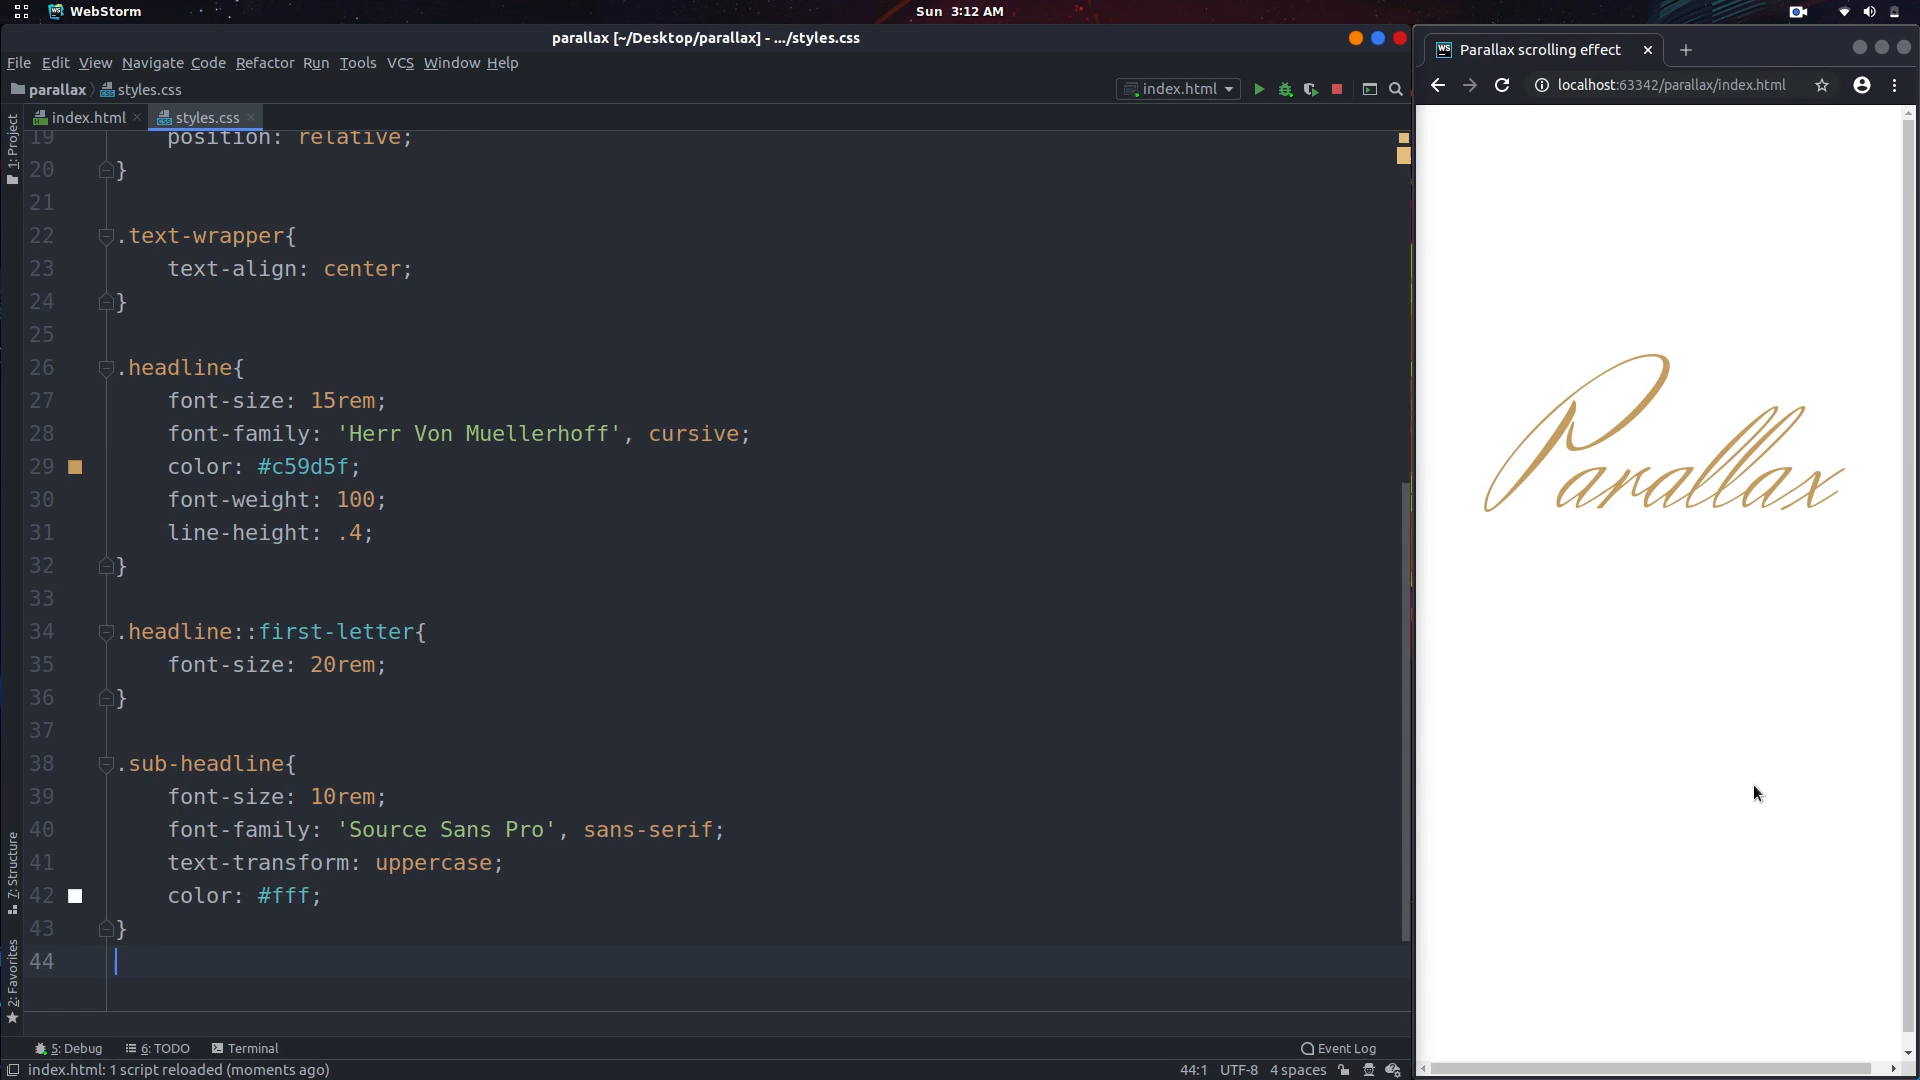 WebStorm
Sun 3:12 AM
parallax [~/Desktop/parallax] - .../styles.css
File Edit View Navigate Code Refactor Run Tools VCS Window Help
parallax styles.css
index.html
index.html styles.css
1: Project
7: Structure
2: Favorites
19 position: relative;
20 }
21
22 .text-wrapper{
23 text-align: center;
24 }
25
26 .headline{
27 font-size: 15rem;
28 font-family: 'Herr Von Muellerhoff', cursive;
29 color: #c59d5f;
30 font-weight: 100;
31 line-height: .4;
32 }
33
34 .headline::first-letter{
35 font-size: 20rem;
36 }
37
38 .sub-headline{
39 font-size: 10rem;
40 font-family: 'Source Sans Pro', sans-serif;
41 text-transform: uppercase;
42 color: #fff;
43 }
44
5: Debug 6: TODO Terminal Event Log
index.html: 1 script reloaded (moments ago) 44:1 UTF-8 4 spaces
WS Parallax scrolling effect
localhost:63342/parallax/index.html
Parallax